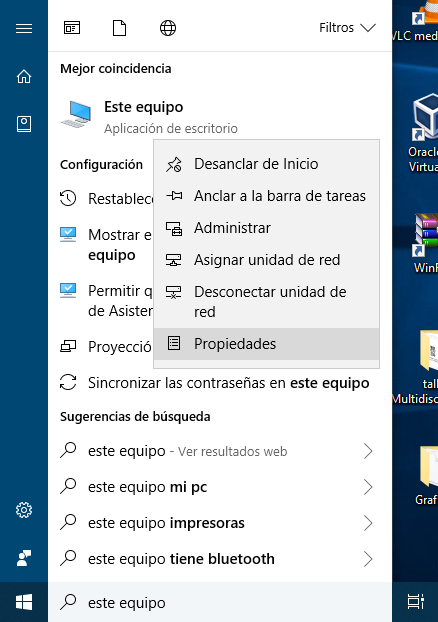 Filtros
Mejor coincidencia
Este equipo
Aplicación de escritorio
Configuración
Desanclar de Inicio
Anclar a la barra de tareas
Administrar
Asignar unidad de red
Desconectar unidad de
red
Propiedades
Restablec
Mostrar e
equipo
Permitir q
de Asister
Proyecció
Sincronizar las contraseñas en este equipo
Sugerencias de búsqueda
este equipo - Ver resultados web
este equipo mi pc
este equipo impresoras
este equipo tiene bluetooth
este equipo
VLC med
Oracle
Virtua
WinR
tall
Multidisc
Graf